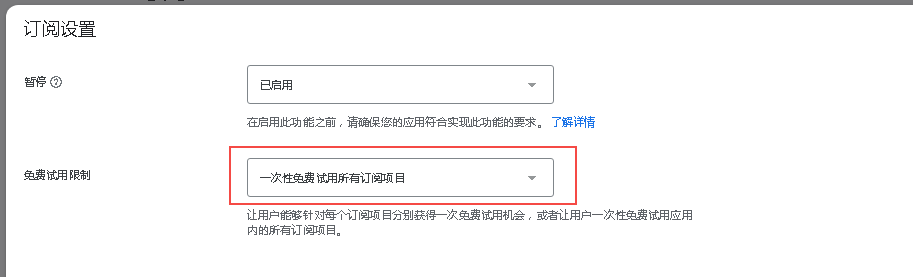 订阅设置
暂停
已启用
在启用此功能之前，请确保您的应用符合实现此功能的要求。 了解详情
免费试用限制
一次性免费试用所有订阅项目
让用户能够针对每个订阅项目分别获得一次免费试用机会，或者让用户一次性免费试用应用
内的所有订阅项目。